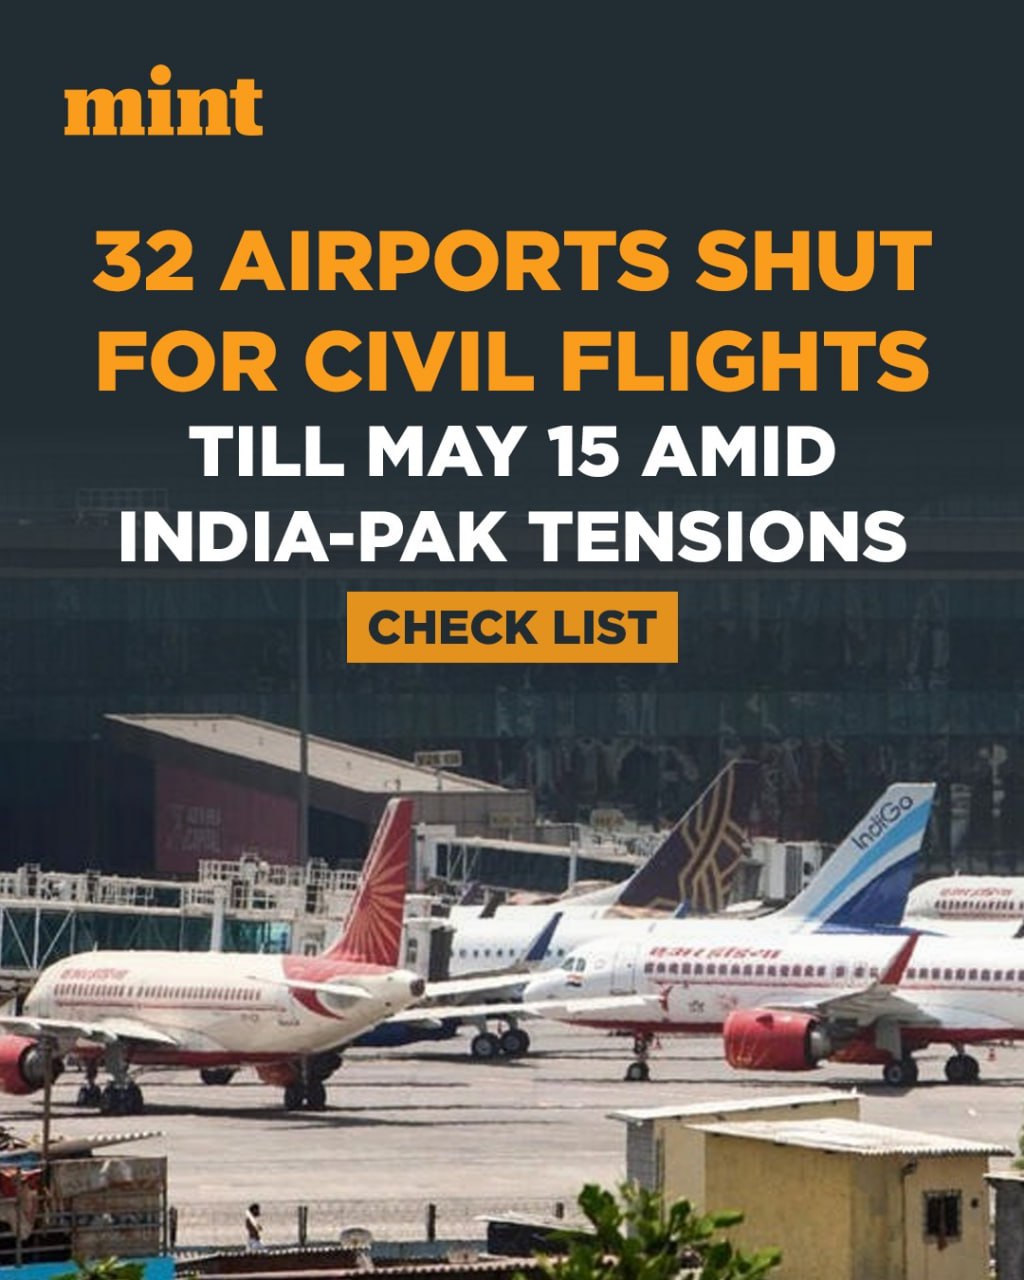 mint
32 AIRPORTS SHUT
FOR CIVIL FLIGHTS
TILL MAY 15 AMID
INDIA-PAK TENSIONS
CHECK LIST
IndiGo